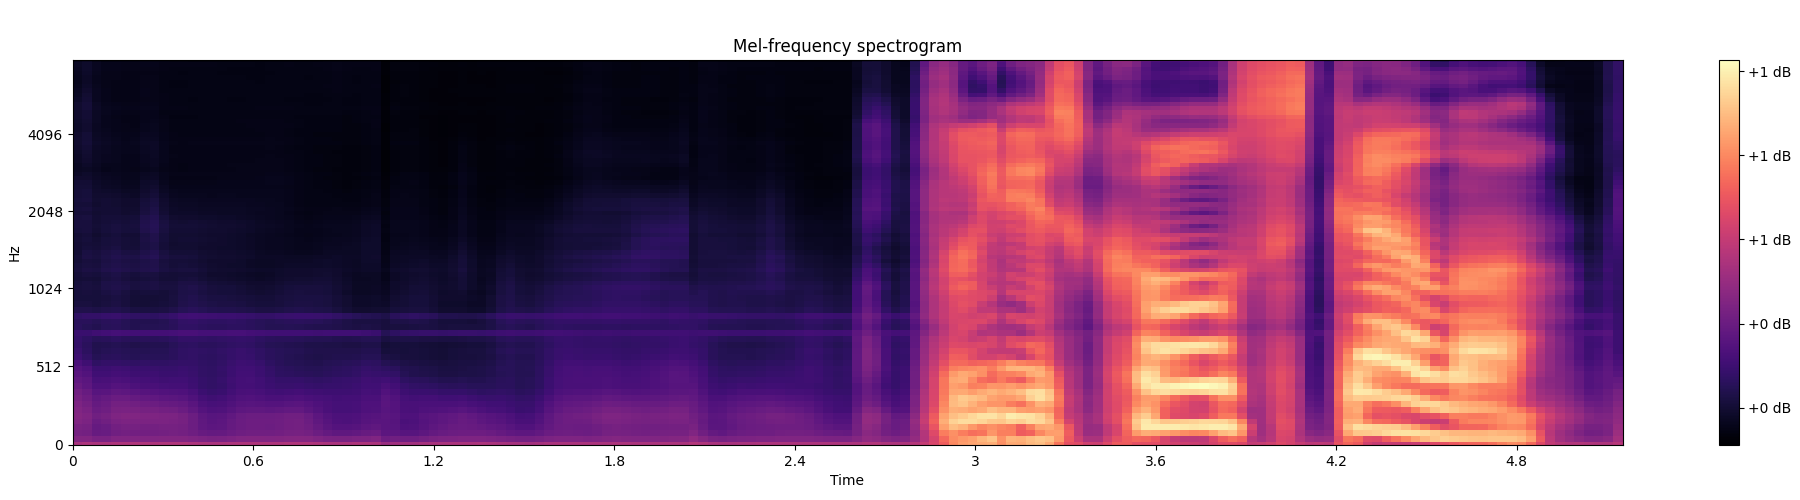 Mel-frequency spectrogram
Hz
4096
2048
1024
512
0
0 0.6 1.2 1.8 2.4 3 3.6 4.2 4.8
Time
+1 dB
+1 dB
+1 dB
+0 dB
+0 dB